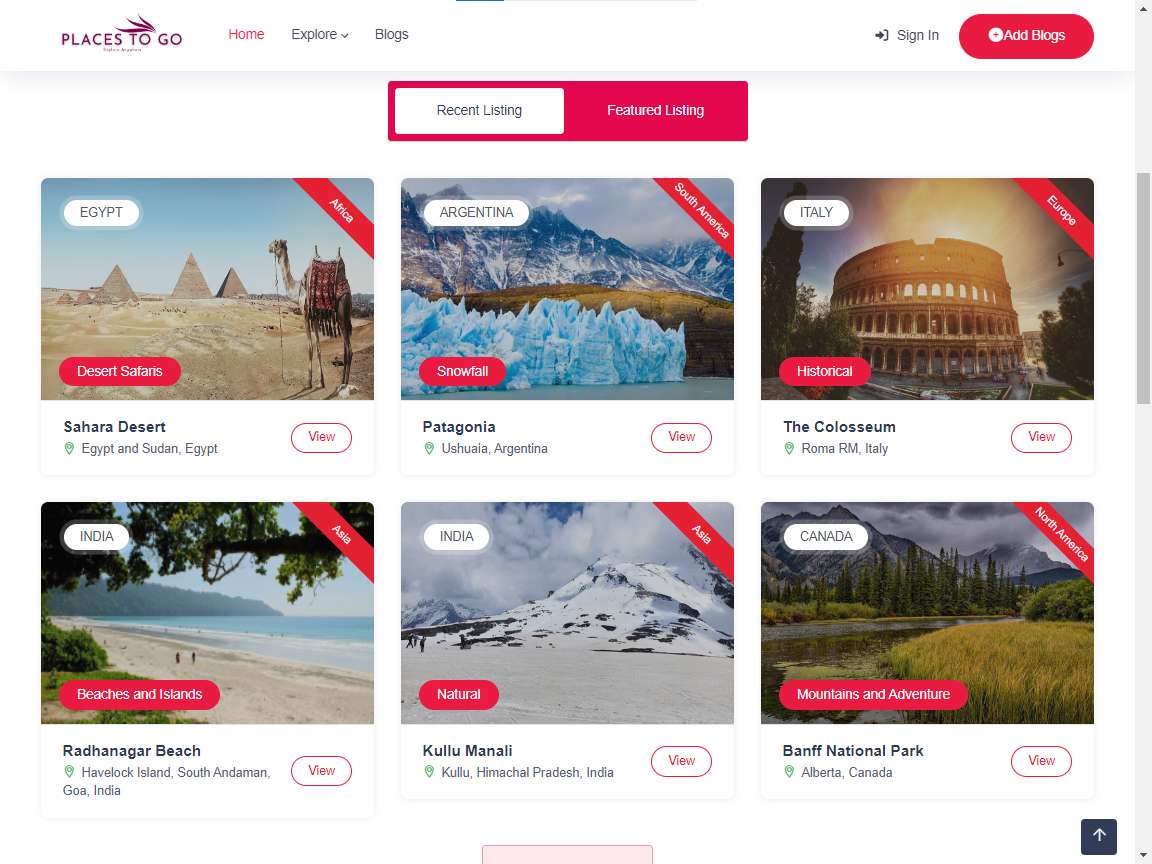 PLACES TO GO
Explore Anywhere
Home
Explore
Blogs
Sign In
Add Blogs
Recent Listing
Featured Listing
EGYPT
Africa
Desert Safaris
Sahara Desert
Egypt and Sudan, Egypt
View
ARGENTINA
South America
Snowfall
Patagonia
Ushuaia, Argentina
View
ITALY
Europe
Historical
The Colosseum
Roma RM, Italy
View
INDIA
Asia
Beaches and Islands
Radhanagar Beach
Havelock Island, South Andaman,
Goa, India
View
INDIA
Asia
Natural
Kullu Manali
Kullu, Himachal Pradesh, India
View
CANADA
North America
Mountains and Adventure
Banff National Park
Alberta, Canada
View